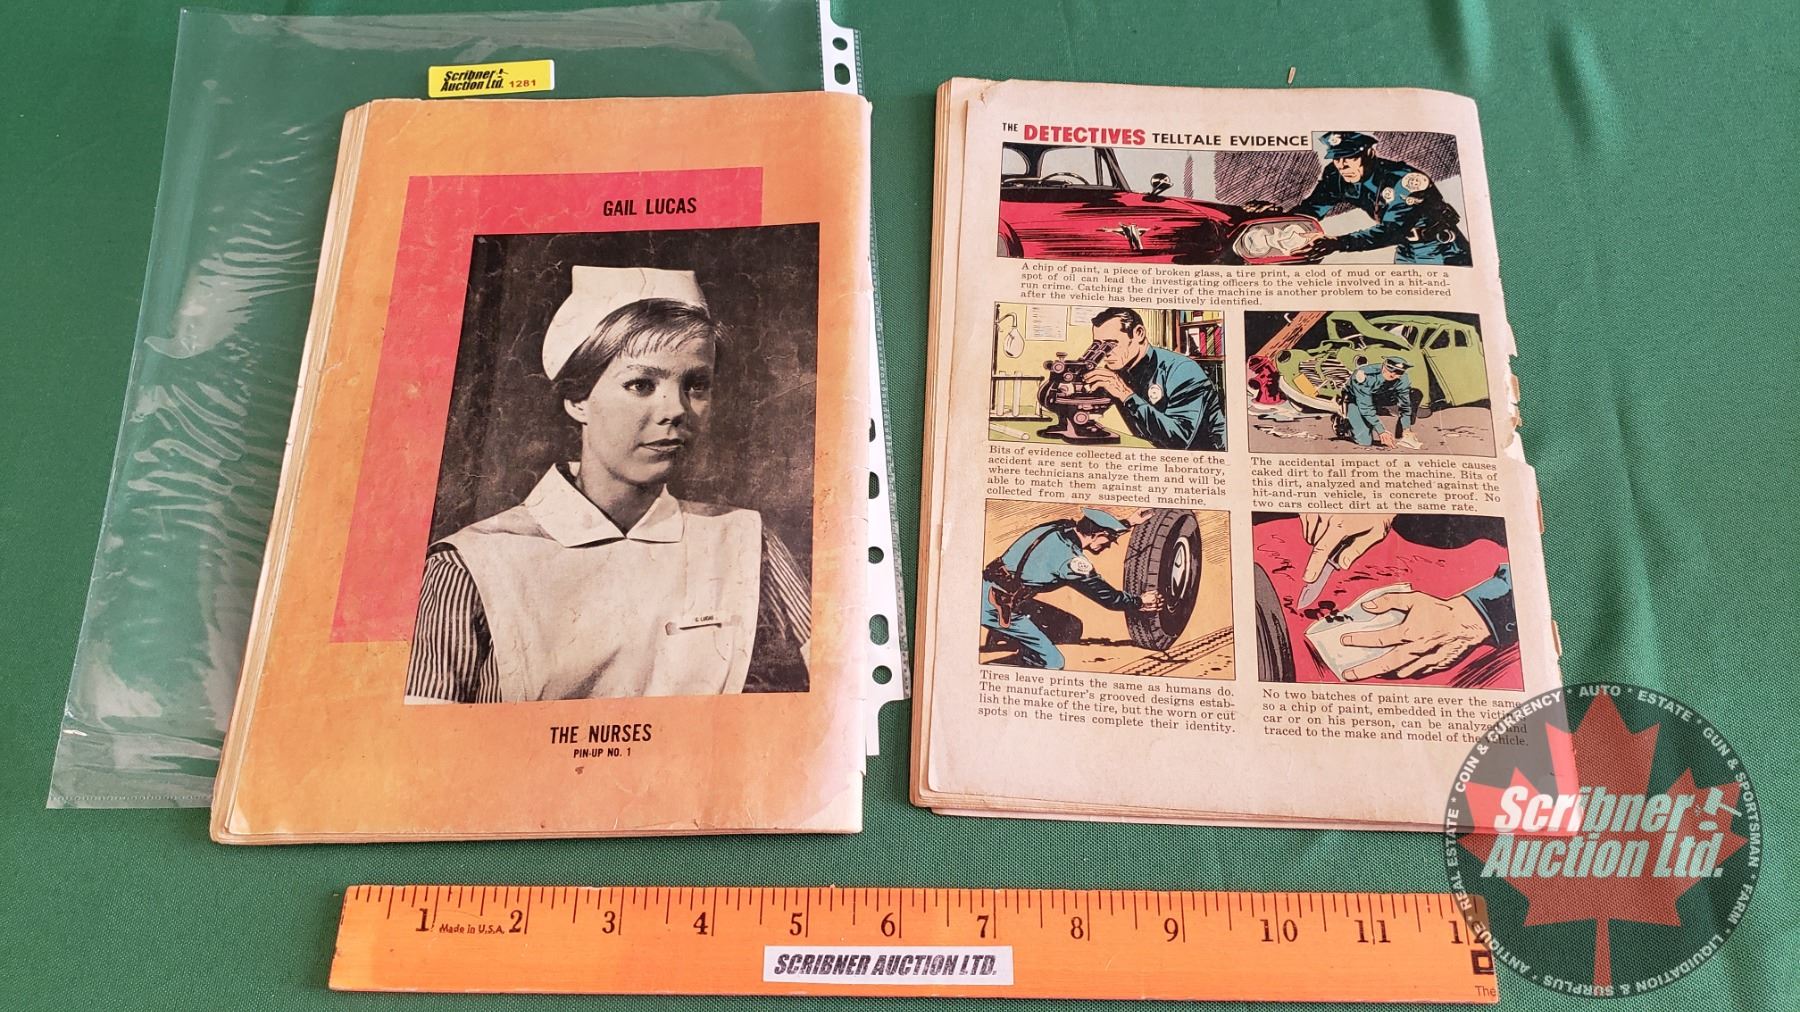 Scribner
Auction Ltd. 1281
GAIL LUCAS
G. LUCAS
THE NURSES
PIN-UP NO. 1
THE DETECTIVES TELLTALE EVIDENCE
A chip of paint, a piece of broken glass, a tire print, a clod of mud or earth, or a
spot of oil can lead the investigating officers to the vehicle involved in a hit-and-
run crime. Catching the driver of the machine is another problem to be considered
after the vehicle has been positively identified.
Bits of evidence collected at the scene of the
accident are sent to the crime laboratory,
where technicians analyze them and will be
able to match them against any materials
collected from any suspected machine.
The accidental impact of a vehicle causes
caked dirt to fall from the machine. Bits of
this dirt, analyzed and matched against the
hit-and-run vehicle, is concrete proof. No
two cars collect dirt at the same rate.
Tires leave prints the same as humans do.
The manufacturer's grooved designs estab-
lish the make of the tire, but the worn or cut
spots on the tires complete their identity.
No two batches of paint are ever the same
so a chip of paint, embedded in the victim's
car or on his person, can be analyzed and
traced to the make and model of the vehicle.
1 2 3 4 5 6 7 8 9 10 11 12
Made in U.S.A.
SCRIBNER AUCTION LTD.
The
Scribner
Auction Ltd.
REAL ESTATE * COIN & CURRENCY * AUTO * ESTATE * GUN & SPORTSMAN * FARM * LIQUIDATION & SURPLUS * ANTIQUE *